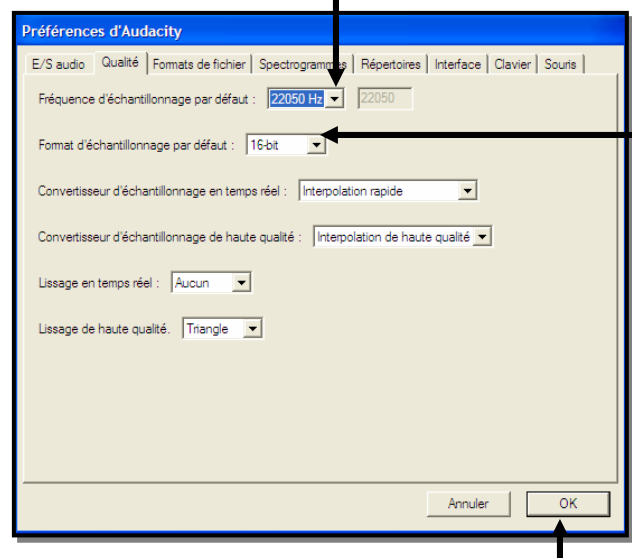 Préférences d'Audacity
E/S audio Qualité Formats de fichier Spectrogrammes Répertoires Interface Clavier Souris
Fréquence d'échantillonnage par défaut : 22050 Hz 22050
Format d'échantillonnage par défaut : 16-bit
Convertisseur d'échantillonnage en temps réel : Interpolation rapide
Convertisseur d'échantillonnage de haute qualité : Interpolation de haute qualité
Lissage en temps réel : Aucun
Lissage de haute qualité. Triangle
Annuler OK